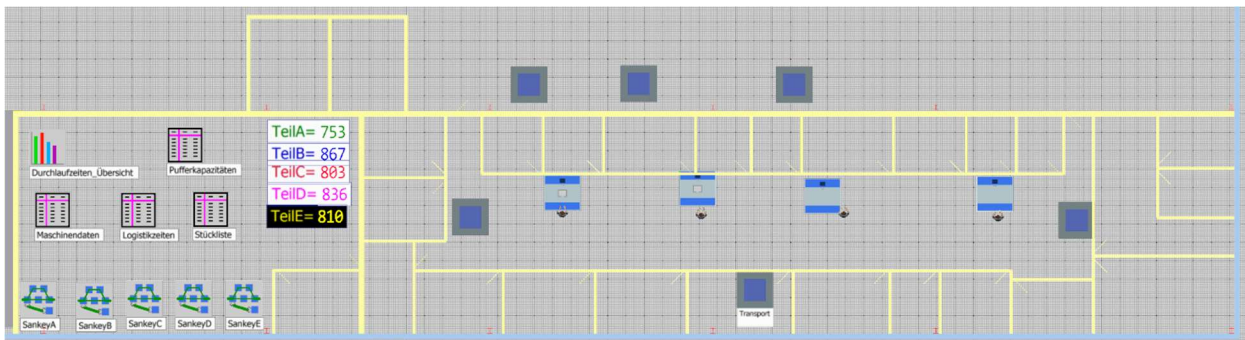 TeilA= 753
TeilB= 867
TeilC= 803
TeilD= 836
TeilE= 810
Durchlaufzeiten_Übersicht
Pufferkapazitäten
Maschinendaten
Logistikzeiten
Stückliste
SankeyA
SankeyB
SankeyC
SankeyD
SankeyE
Transport